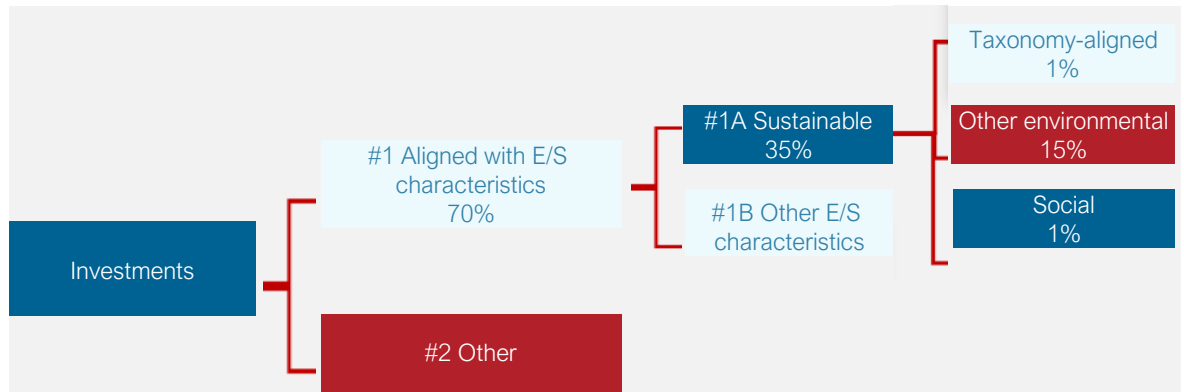 Investments
#1 Aligned with E/S
characteristics
70%
#2 Other
#1A Sustainable
35%
#1B Other E/S
characteristics
Taxonomy-aligned
1%
Other environmental
15%
Social
1%